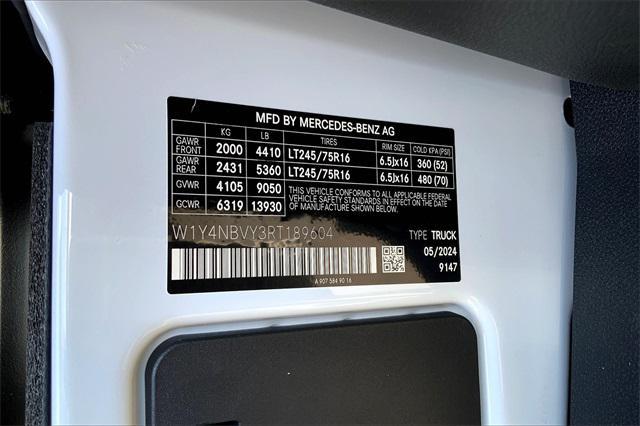 MFD BY MERCEDES-BENZ AG
KG LB TIRES RIM SIZE COLD KPA (PSI)
GAWR FRONT 2000 4410 LT245/75R16 6.5Jx16 360 (52)
GAWR REAR 2431 5360 LT245/75R16 6.5Jx16 480 (70)
GVWR 4105 9050
GCWR 6319 13930
THIS VEHICLE CONFORMS TO ALL APPLICABLE FEDERAL
VEHICLE SAFETY STANDARDS IN EFFECT ON THE DATE
OF MANUFACTURE SHOWN ABOVE.
W1Y4NBVY3RT189604
TYPE TRUCK
05/2024
9147
A 907 584 90 16